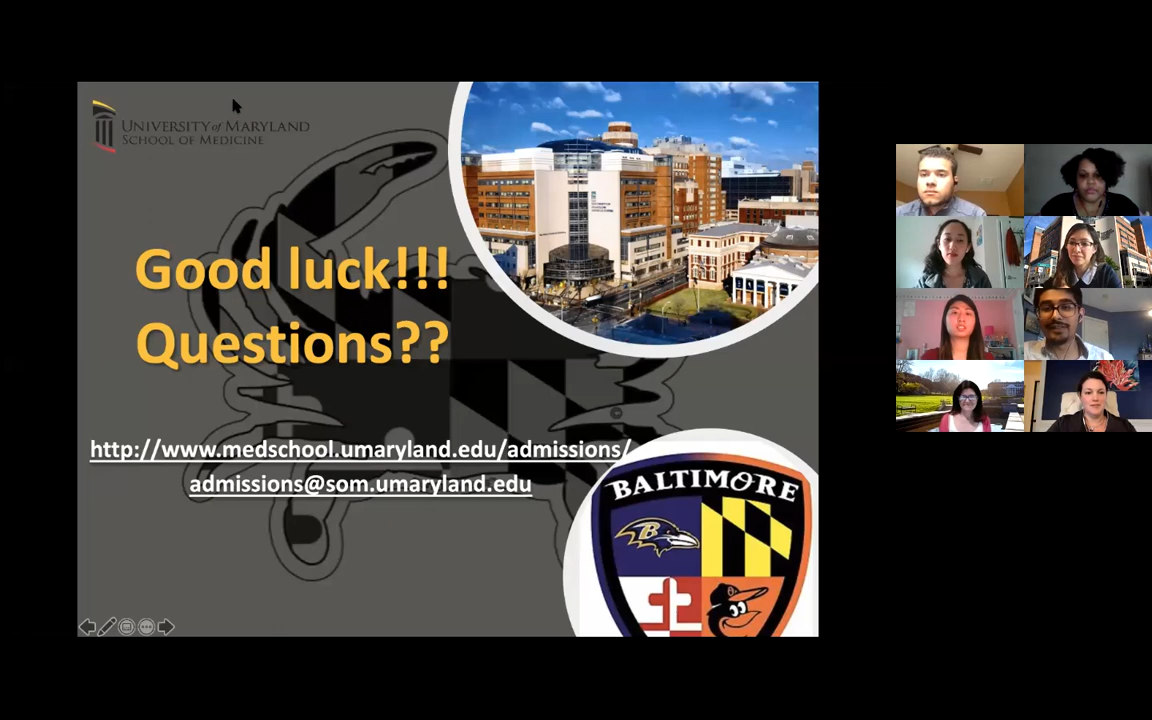 UNIVERSITY of MARYLAND
SCHOOL OF MEDICINE
Good luck!!!
Questions??
http://www.medschool.umaryland.edu/admissions/
admissions@som.umaryland.edu
BALTIMORE
B